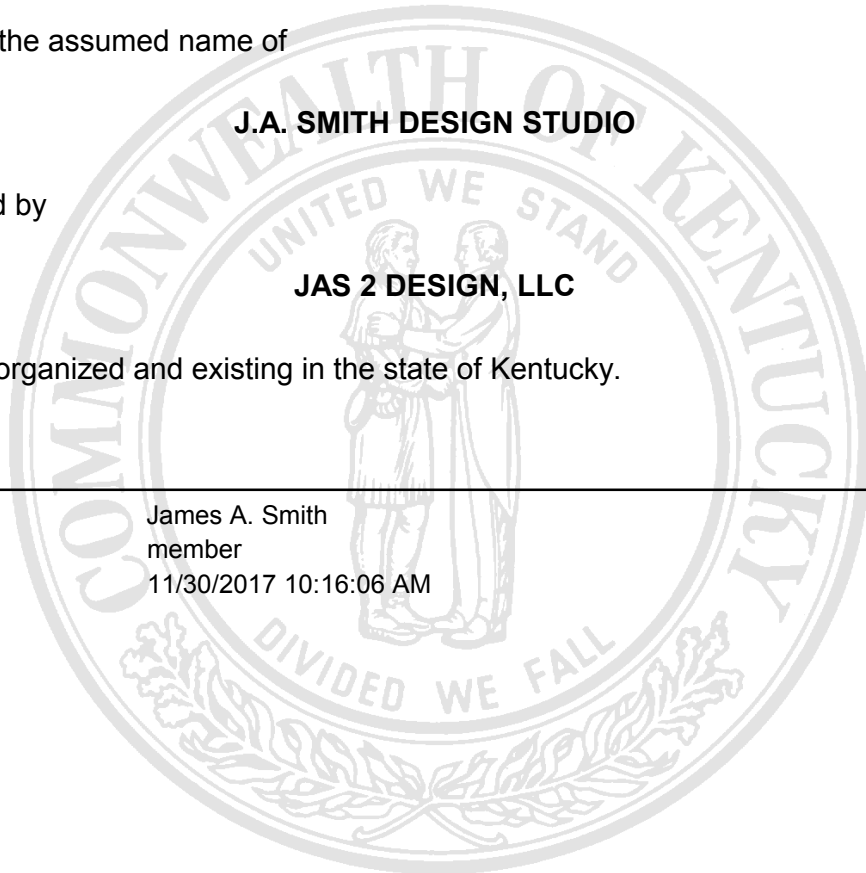 the assumed name of
J.A. SMITH DESIGN STUDIO
d by
JAS 2 DESIGN, LLC
organized and existing in the state of Kentucky.
James A. Smith
member
11/30/2017 10:16:06 AM
COMMONWEALTH OF KENTUCKY
UNITED WE STAND
DIVIDED WE FALL